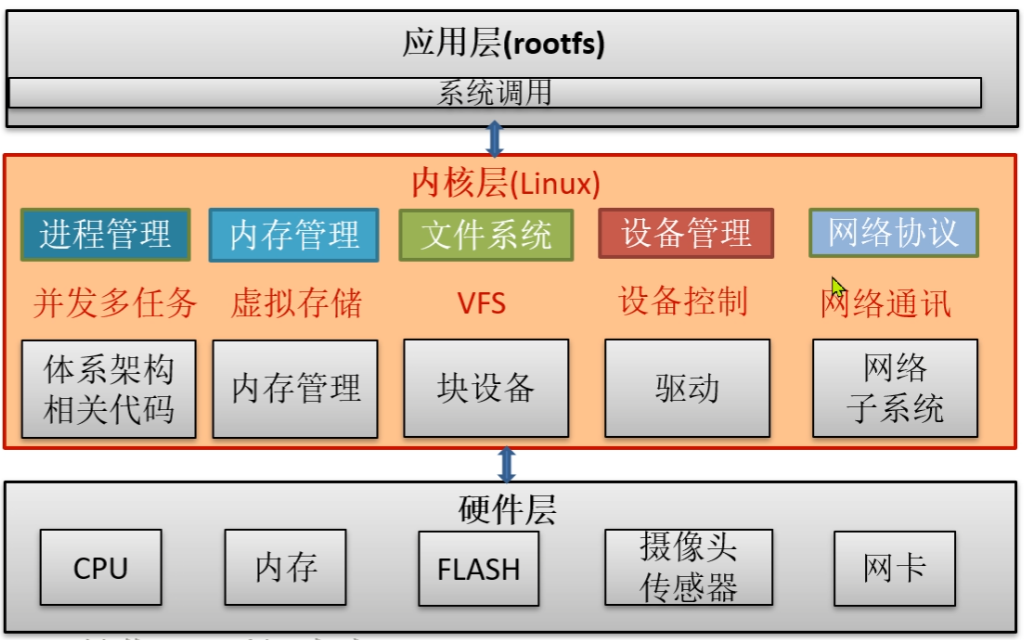 应用层(rootfs)
系统调用
内核层(Linux)
进程管理 内存管理 文件系统 设备管理 网络协议
并发多任务 虚拟存储 VFS 设备控制 网络通讯
体系架构
相关代码
内存管理
块设备
驱动
网络
子系统
硬件层
CPU
内存
FLASH
摄像头
传感器
网卡